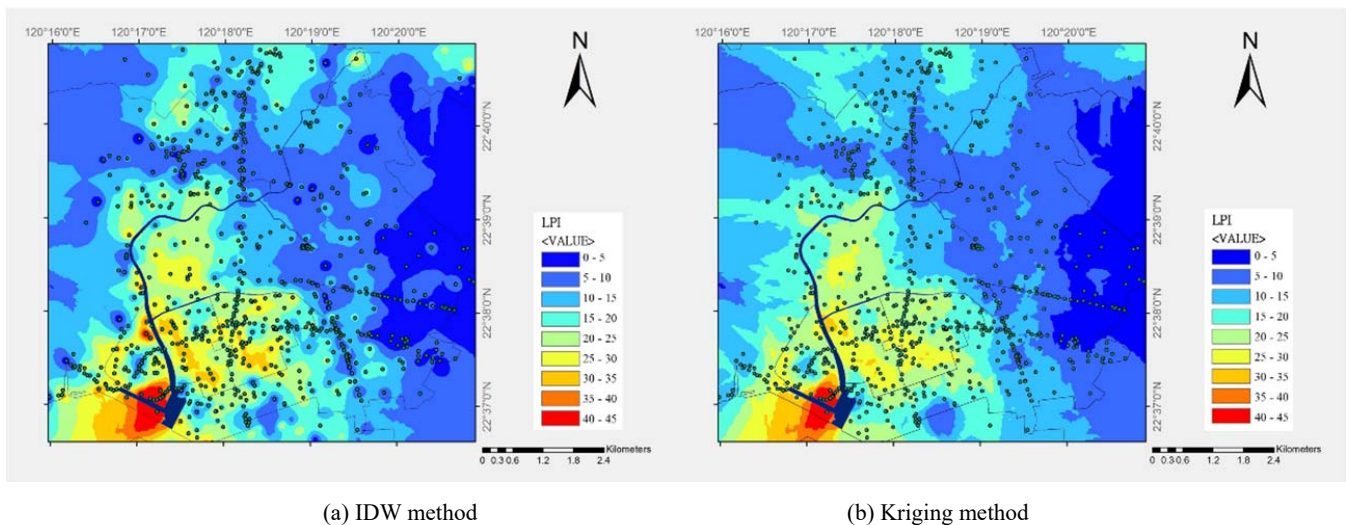 120°16'0"E 120°17'0"E 120°18'0"E 120°19'0"E 120°20'0"E
N
22°40'0"N
22°39'0"N
22°38'0"N
22°37'0"N
LPI
<VALUE>
0 - 5
5 - 10
10 - 15
15 - 20
20 - 25
25 - 30
30 - 35
35 - 40
40 - 45
Kilometers
0 0.30.6 1.2 1.8 2.4
(a) IDW method
120°16'0"E 120°17'0"E 120°18'0"E 120°19'0"E 120°20'0"E
N
22°40'0"N
22°39'0"N
22°38'0"N
22°37'0"N
LPI
<VALUE>
0 - 5
5 - 10
10 - 15
15 - 20
20 - 25
25 - 30
30 - 35
35 - 40
40 - 45
Kilometers
0 0.30.6 1.2 1.8 2.4
(b) Kriging method